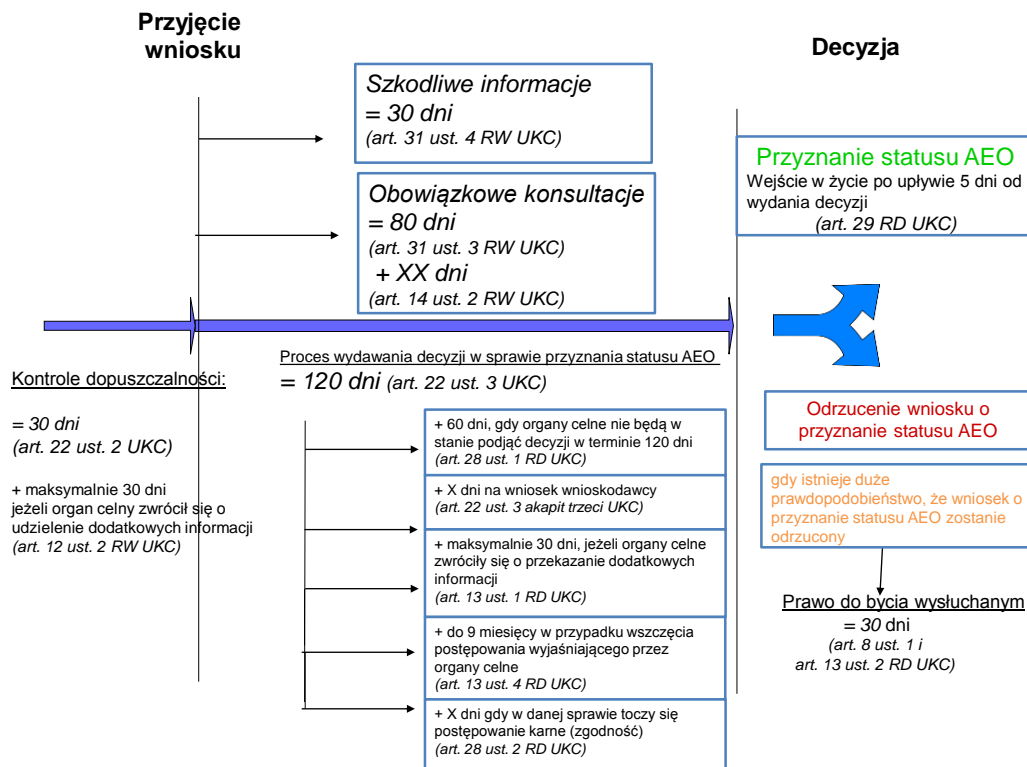 Przyjęcie
wniosku
Decyzja
Szkodliwe informacje
= 30 dni
(art. 31 ust. 4 RW UKC)
Obowiązkowe konsultacje
= 80 dni
(art. 31 ust. 3 RW UKC)
+ XX dni
(art. 14 ust. 2 RW UKC)
Przyznanie statusu AEO
Wejście w życie po upływie 5 dni od
wydania decyzji
(art. 29 RD UKC)
Kontrole dopuszczalności:
= 30 dni
(art. 22 ust. 2 UKC)
+ maksymalnie 30 dni
jeżeli organ celny zwrócił się o
udzielenie dodatkowych informacji
(art. 12 ust. 2 RW UKC)
Proces wydawania decyzji w sprawie przyznania statusu AEO
= 120 dni (art. 22 ust. 3 UKC)
+ 60 dni, gdy organy celne nie będą w
stanie podjąć decyzji w terminie 120 dni
(art. 28 ust. 1 RD UKC)
+ X dni na wniosek wnioskodawcy
(art. 22 ust. 3 akapit trzeci UKC)
+ maksymalnie 30 dni, jeżeli organy celne
zwróciły się o przekazanie dodatkowych
informacji
(art. 13 ust. 1 RD UKC)
+ do 9 miesięcy w przypadku wszczęcia
postępowania wyjaśniającego przez
organy celne
(art. 13 ust. 4 RD UKC)
+ X dni gdy w danej sprawie toczy się
postępowanie karne (zgodność)
(art. 28 ust. 2 RD UKC)
Odrzucenie wniosku o
przyznanie statusu AEO
gdy istnieje duże
prawdopodobieństwo, że wniosek o
przyznanie statusu AEO zostanie
odrzucony
Prawo do bycia wysłuchanym
= 30 dni
(art. 8 ust. 1 i
art. 13 ust. 2 RD UKC)